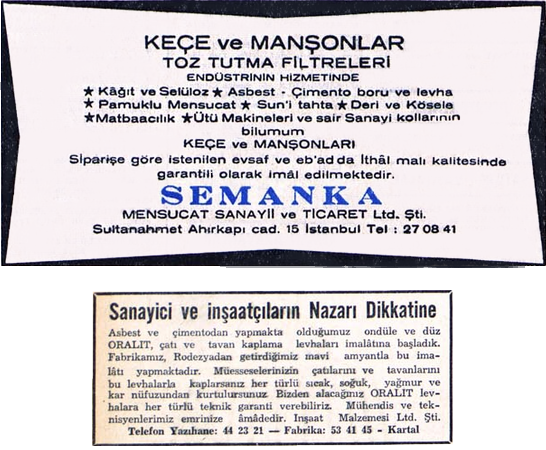 KEÇE ve MANŞONLAR
TOZ TUTMA FİLTRELERİ
ENDÜSTRİNİN HİZMETİNDE
★ Kâğıt ve Selüloz ★ Asbest - Çimento boru ve levha
★ Pamuklu Mensucat ★ Sun'i tahta ★ Deri ve Kösele
★Matbaacılık ★Ütü Makineleri ve sair Sanayi kollarının
bilumum
KEÇE ve MANŞONLARI
Siparişe göre istenilen evsaf ve eb'ad da İthâl malı kalitesinde
garantili olarak imâl edilmektedir.
SEMANKA
MENSUCAT SANAYİİ ve TİCARET Ltd. Şti.
Sultanahmet Ahırkapı cad. 15 İstanbul Tel : 27 08 41
Sanayici ve inşaatçıların Nazarı Dikkatine
Asbest ve çimentodan yapmakta olduğumuz ondüle ve düz
ORALIT, çatı ve tavan kaplama levhaları imalâtına başladık.
Fabrikamız, Rodezyadan getirdiğimiz mavi amyantla bu ima-
lâtı yapmaktadır. Müesseselerinizin çatılarını ve tavanlarını
bu levhalarla kaplarsanız her türlü sıcak, soğuk, yağmur ve
kar nüfuzundan kurtulursunuz. Bizden alacağınız ORALIT lev-
halara her türlü teknik garanti verebiliriz. Mühendis ve tek-
nisyenlerimiz emrinize âmâdedir. İnşaat Malzemesi Ltd. Şti.
Telefon Yazıhane: 44 23 21 — Fabrika: 53 41 45 - Kartal